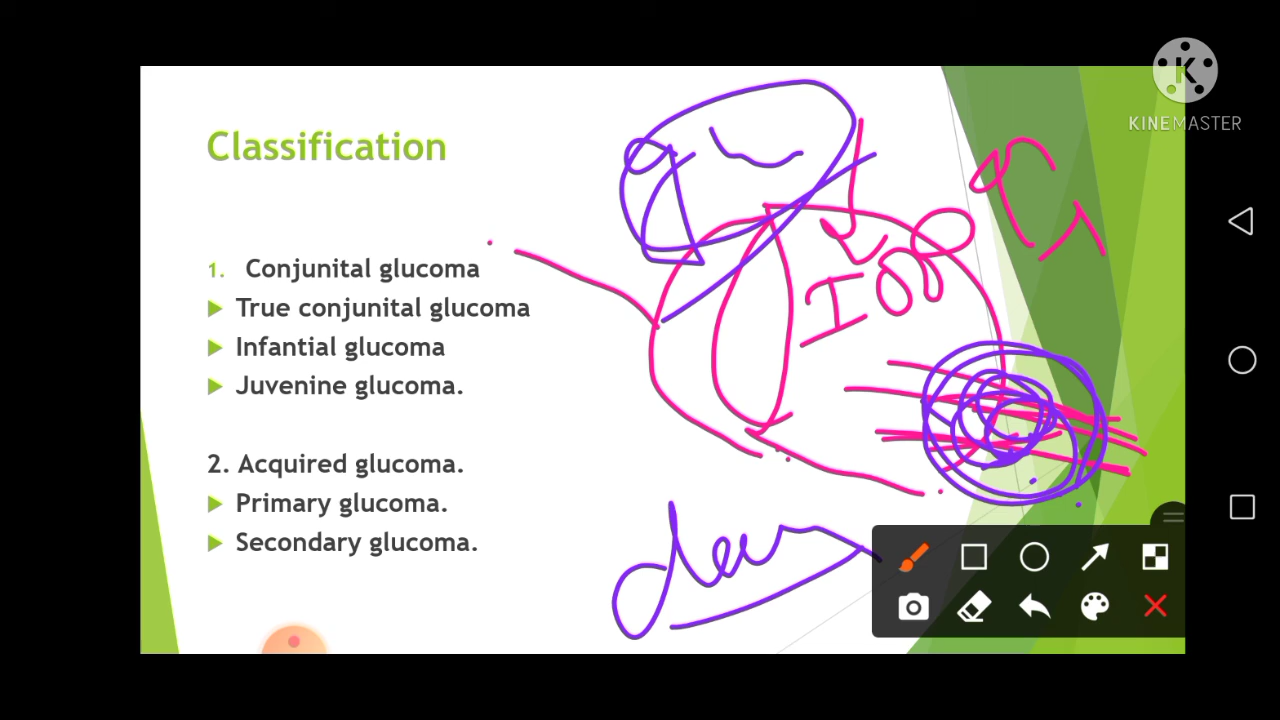 KINEMASTER
Classification
1. Conjunital glucoma
True conjunital glucoma
Infantial glucoma
Juvenine glucoma.
IOP
2. Acquired glucoma.
Primary glucoma.
Secondary glucoma.